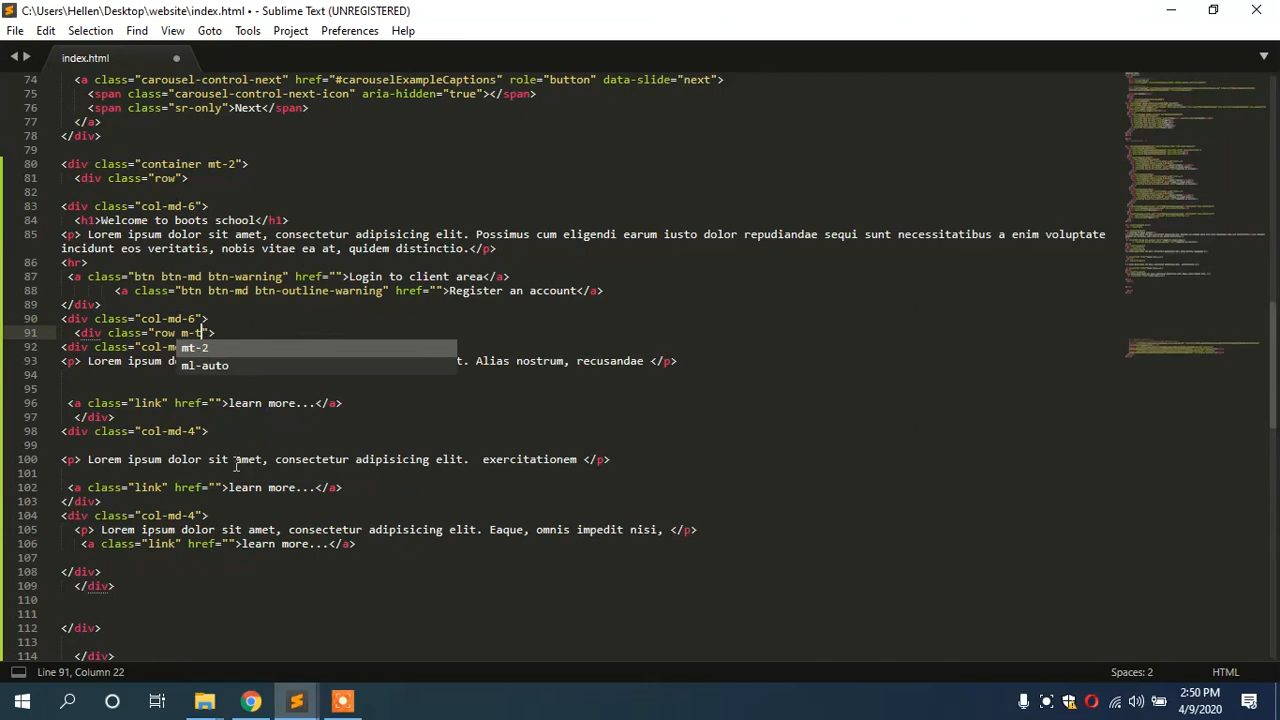 C:\Users\Hellen\Desktop\website\index.html • - Sublime Text (UNREGISTERED)
File Edit Selection Find View Goto Tools Project Preferences Help
index.html
74 <a class="carousel-control-next" href="#carouselExampleCaptions" role="button" data-slide="next">
75 <span class="carousel-control-next-icon" aria-hidden="true"></span>
76 <span class="sr-only">Next</span>
77 </a>
78 </div>
79
80 <div class="container mt-2">
81 <div class="row">
82
83 <div class="col-md-6">
84 <h1>Welcome to boots school</h1>
85 <p> Lorem ipsum dolor sit amet, consectetur adipisicing elit. Possimus cum eligendi earum iusto dolor repudiandae sequi sit necessitatibus a enim voluptate
incidunt eos veritatis, nobis iste et ea at quidem distinctio.</p>
86 <hr>
87 <a class="btn btn-md btn-warning" href="">login to client area</a>
88 <a class="btn btn-md btn-outline-warning" href="">Register an account</a>
89 </div>
90 <div class="col-md-6">
91 <div class="row m-t">
mt-2
ml-auto
92 <div class="col-m
93 <p> Lorem ipsum d t. Alias nostrum, recusandae </p>
94
95
96 <a class="link" href="">learn more...</a>
97 </div>
98 <div class="col-md-4">
99
100 <p> Lorem ipsum dolor sit amet, consectetur adipisicing elit.  exercitationem </p>
101
102 <a class="link" href="">learn more...</a>
103 </div>
104 <div class="col-md-4">
105 <p> Lorem ipsum dolor sit amet, consectetur adipisicing elit. Eaque, omnis impedit nisi, </p>
106 <a class="link" href="">learn more...</a>
107
108 </div>
109 </div>
110
111
112 </div>
113
114 </div>
Line 91, Column 22 Spaces: 2 HTML
2:50 PM
4/9/2020